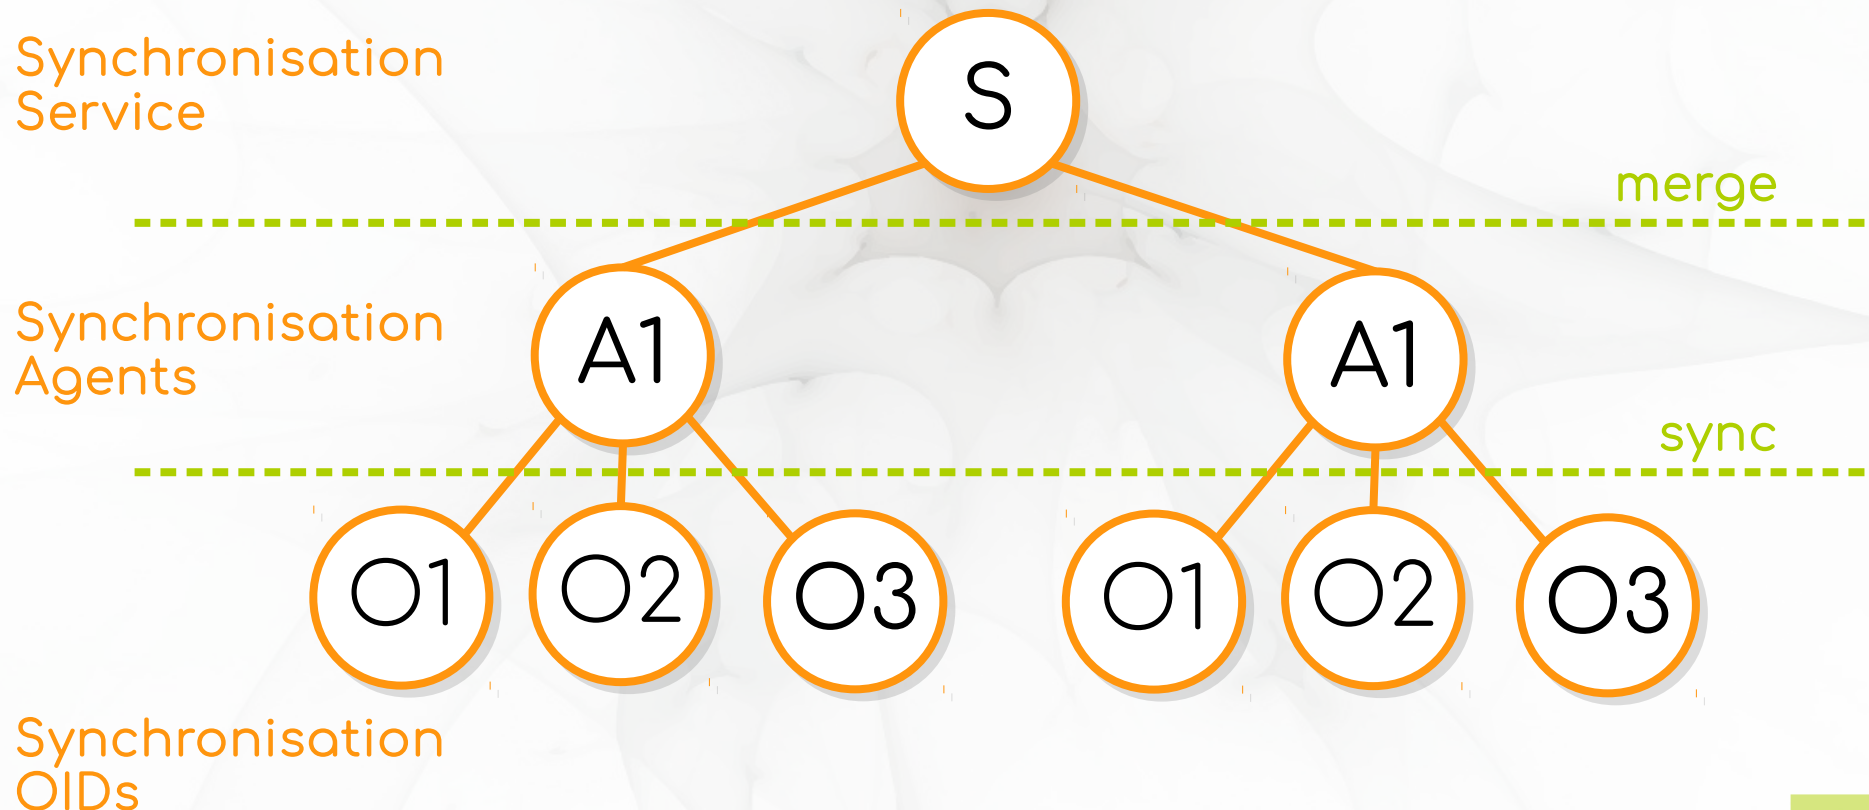 Synchronisation
Service
S
merge
Synchronisation
Agents
A1
A1
sync
O1
O2
O3
O1
O2
O3
Synchronisation
OIDs